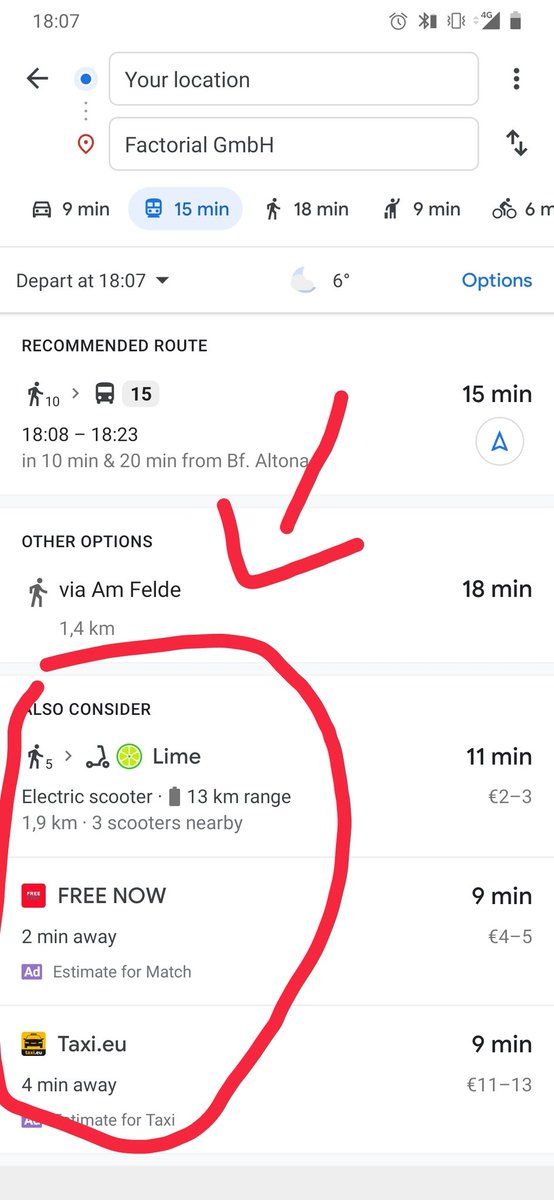 18:07
4G
Your location
Factorial GmbH
9 min 15 min 18 min 9 min 6 m
Depart at 18:07 6° Options
RECOMMENDED ROUTE
10 15 15 min
18:08 – 18:23
in 10 min & 20 min from Bf. Altona
OTHER OPTIONS
via Am Felde 18 min
1,4 km
ALSO CONSIDER
5 Lime 11 min
Electric scooter · 13 km range €2–3
1,9 km · 3 scooters nearby
FREE NOW 9 min
2 min away €4–5
Ad Estimate for Match
Taxi.eu 9 min
4 min away €11–13
Ad Estimate for Taxi